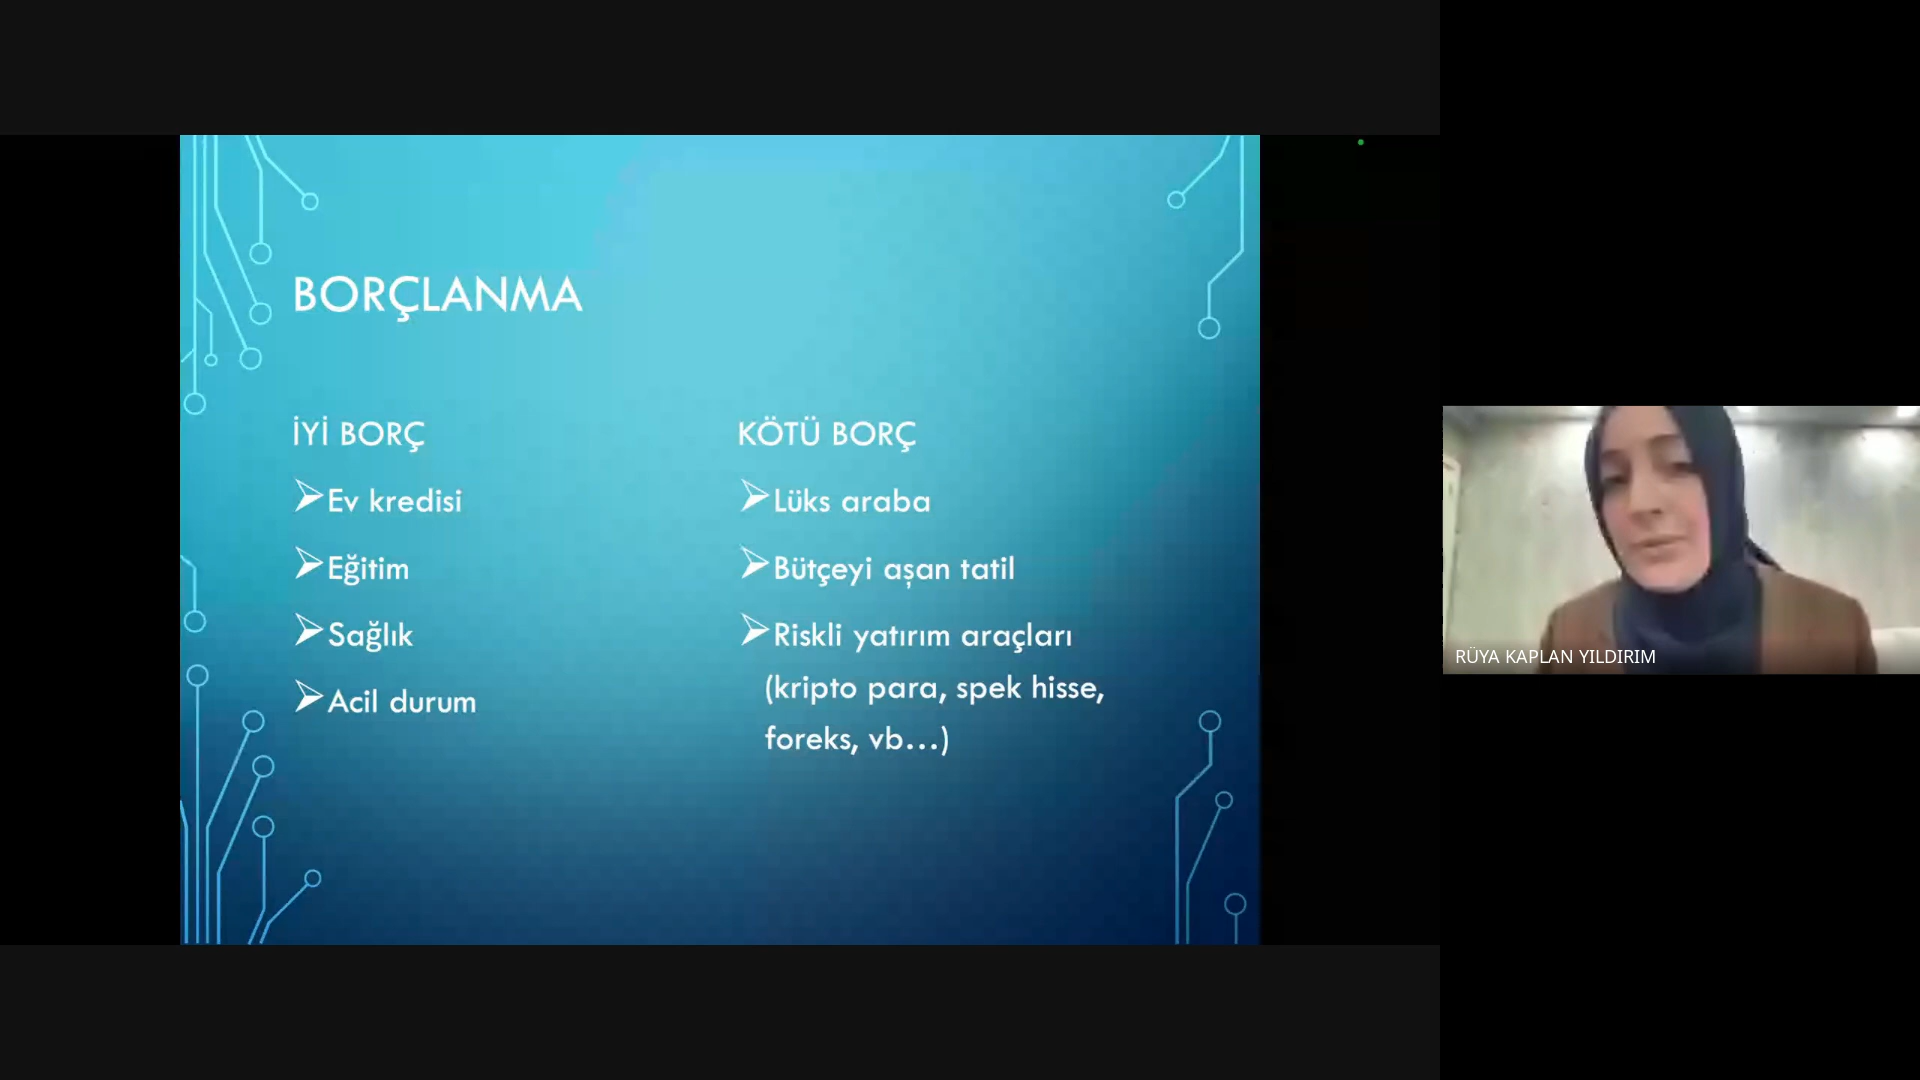 BORÇLANMA
İYİ BORÇ
Ev kredisi
Eğitim
Sağlık
Acil durum
KÖTÜ BORÇ
Lüks araba
Bütçeyi aşan tatil
Riskli yatırım araçları
(kripto para, spek hisse,
foreks, vb...)
RÜYA KAPLAN YILDIRIM